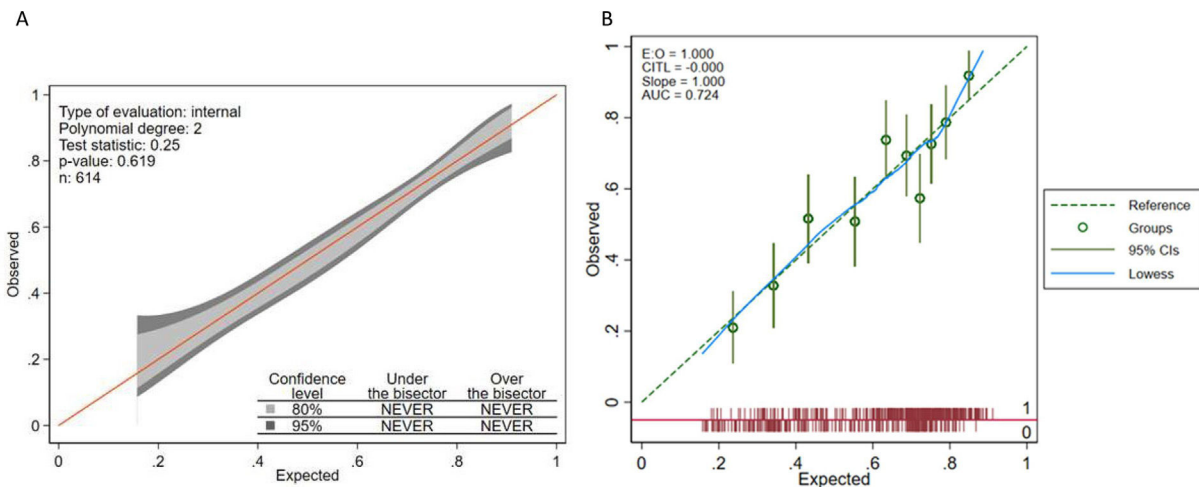 A
Type of evaluation: internal
Polynomial degree: 2
Test statistic: 0.25
p-value: 0.619
n: 614
1
.8
.6
.4
.2
0
Observed
Confidence level Under the bisector Over the bisector
80% NEVER NEVER
95% NEVER NEVER
0 .2 .4 .6 .8 1
Expected
B
E:O = 1.000
CITL = -0.000
Slope = 1.000
AUC = 0.724
1
.8
.6
.4
.2
0
Observed
1
0
0 .2 .4 .6 .8 1
Expected
Reference
Groups
95% CIs
Lowess